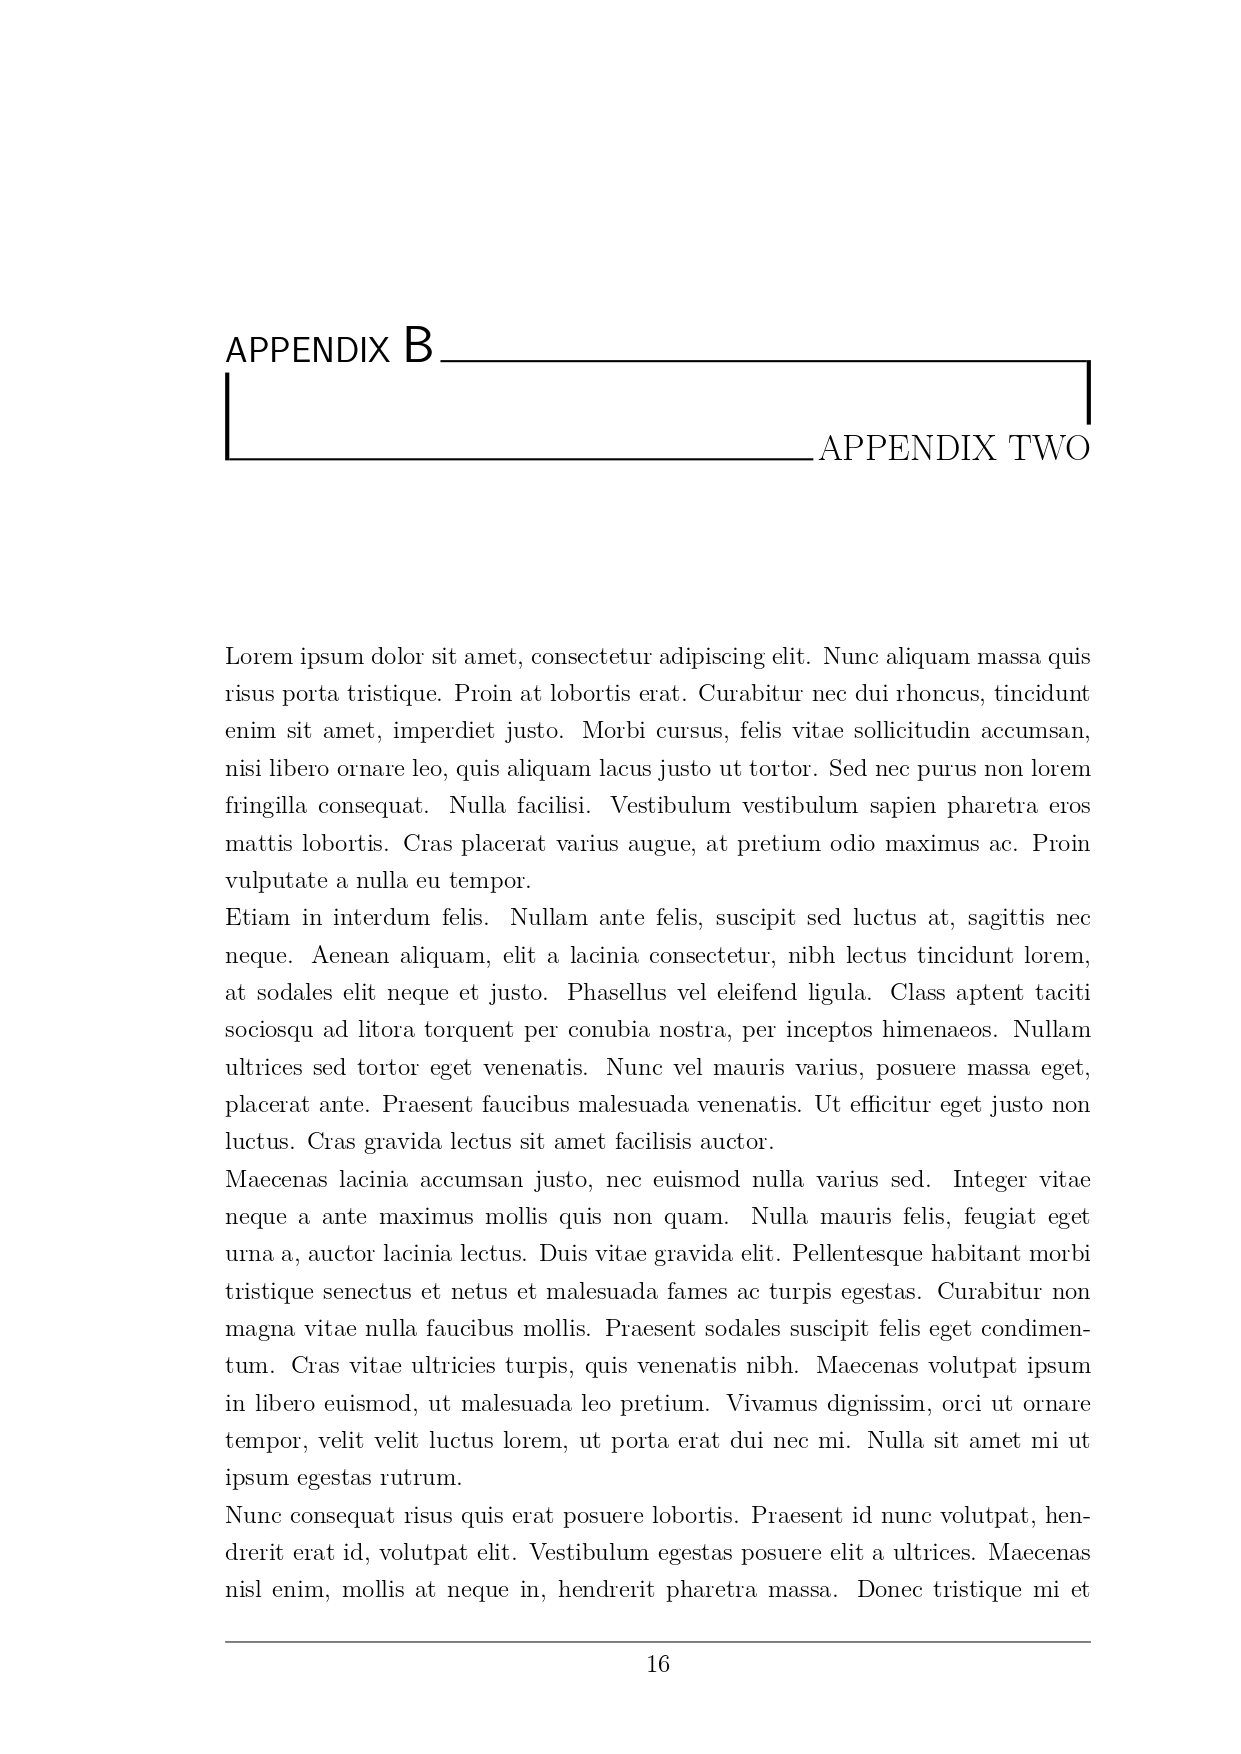 APPENDIX B
APPENDIX TWO
Lorem ipsum dolor sit amet, consectetur adipiscing elit. Nunc aliquam massa quis
risus porta tristique. Proin at lobortis erat. Curabitur nec dui rhoncus, tincidunt
enim sit amet, imperdiet justo. Morbi cursus, felis vitae sollicitudin accumsan,
nisi libero ornare leo, quis aliquam lacus justo ut tortor. Sed nec purus non lorem
fringilla consequat. Nulla facilisi. Vestibulum vestibulum sapien pharetra eros
mattis lobortis. Cras placerat varius augue, at pretium odio maximus ac. Proin
vulputate a nulla eu tempor.
Etiam in interdum felis. Nullam ante felis, suscipit sed luctus at, sagittis nec
neque. Aenean aliquam, elit a lacinia consectetur, nibh lectus tincidunt lorem,
at sodales elit neque et justo. Phasellus vel eleifend ligula. Class aptent taciti
sociosqu ad litora torquent per conubia nostra, per inceptos himenaeos. Nullam
ultrices sed tortor eget venenatis. Nunc vel mauris varius, posuere massa eget,
placerat ante. Praesent faucibus malesuada venenatis. Ut efficitur eget justo non
luctus. Cras gravida lectus sit amet facilisis auctor.
Maecenas lacinia accumsan justo, nec euismod nulla varius sed. Integer vitae
neque a ante maximus mollis quis non quam. Nulla mauris felis, feugiat eget
urna a, auctor lacinia lectus. Duis vitae gravida elit. Pellentesque habitant morbi
tristique senectus et netus et malesuada fames ac turpis egestas. Curabitur non
magna vitae nulla faucibus mollis. Praesent sodales suscipit felis eget condimen-
tum. Cras vitae ultricies turpis, quis venenatis nibh. Maecenas volutpat ipsum
in libero euismod, ut malesuada leo pretium. Vivamus dignissim, orci ut ornare
tempor, velit velit luctus lorem, ut porta erat dui nec mi. Nulla sit amet mi ut
ipsum egestas rutrum.
Nunc consequat risus quis erat posuere lobortis. Praesent id nunc volutpat, hen-
drerit erat id, volutpat elit. Vestibulum egestas posuere elit a ultrices. Maecenas
nisl enim, mollis at neque in, hendrerit pharetra massa. Donec tristique mi et
16